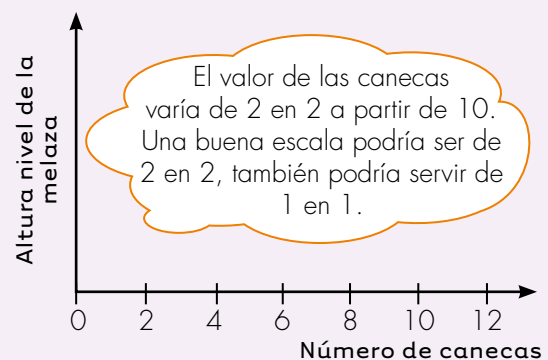 Altura nivel de la
melaza
El valor de las canecas
varía de 2 en 2 a partir de 10.
Una buena escala podría ser de
2 en 2, también podría servir de
1 en 1.
0 2 4 6 8 10 12
Número de canecas